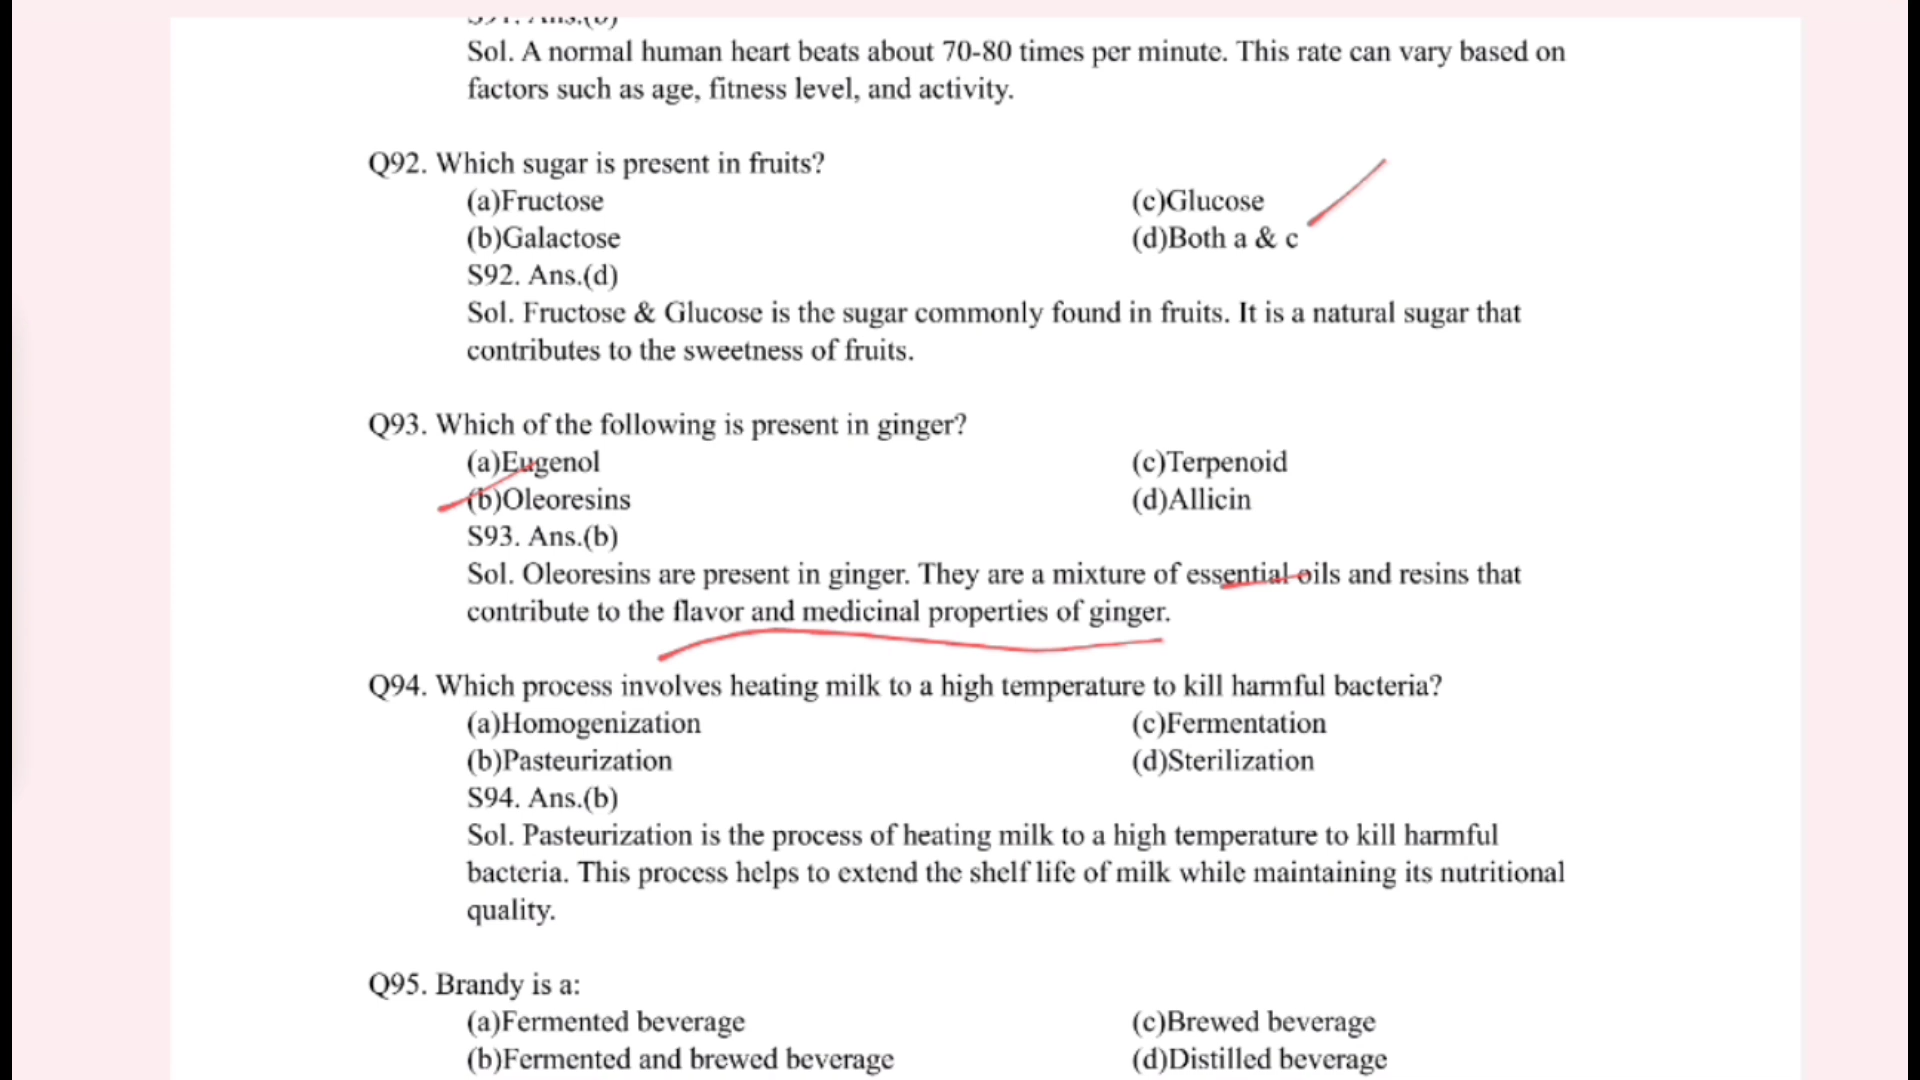 Sol. A normal human heart beats about 70-80 times per minute. This rate can vary based on
factors such as age, fitness level, and activity.
Q92. Which sugar is present in fruits?
(a)Fructose
(c)Glucose
(b)Galactose
(d)Both a & c
S92. Ans.(d)
Sol. Fructose & Glucose is the sugar commonly found in fruits. It is a natural sugar that
contributes to the sweetness of fruits.
Q93. Which of the following is present in ginger?
(a)Eugenol
(c)Terpenoid
(b)Oleoresins
(d)Allicin
S93. Ans.(b)
Sol. Oleoresins are present in ginger. They are a mixture of essential oils and resins that
contribute to the flavor and medicinal properties of ginger.
Q94. Which process involves heating milk to a high temperature to kill harmful bacteria?
(a)Homogenization
(c)Fermentation
(b)Pasteurization
(d)Sterilization
S94. Ans.(b)
Sol. Pasteurization is the process of heating milk to a high temperature to kill harmful
bacteria. This process helps to extend the shelf life of milk while maintaining its nutritional
quality.
Q95. Brandy is a:
(a)Fermented beverage
(c)Brewed beverage
(b)Fermented and brewed beverage
(d)Distilled beverage